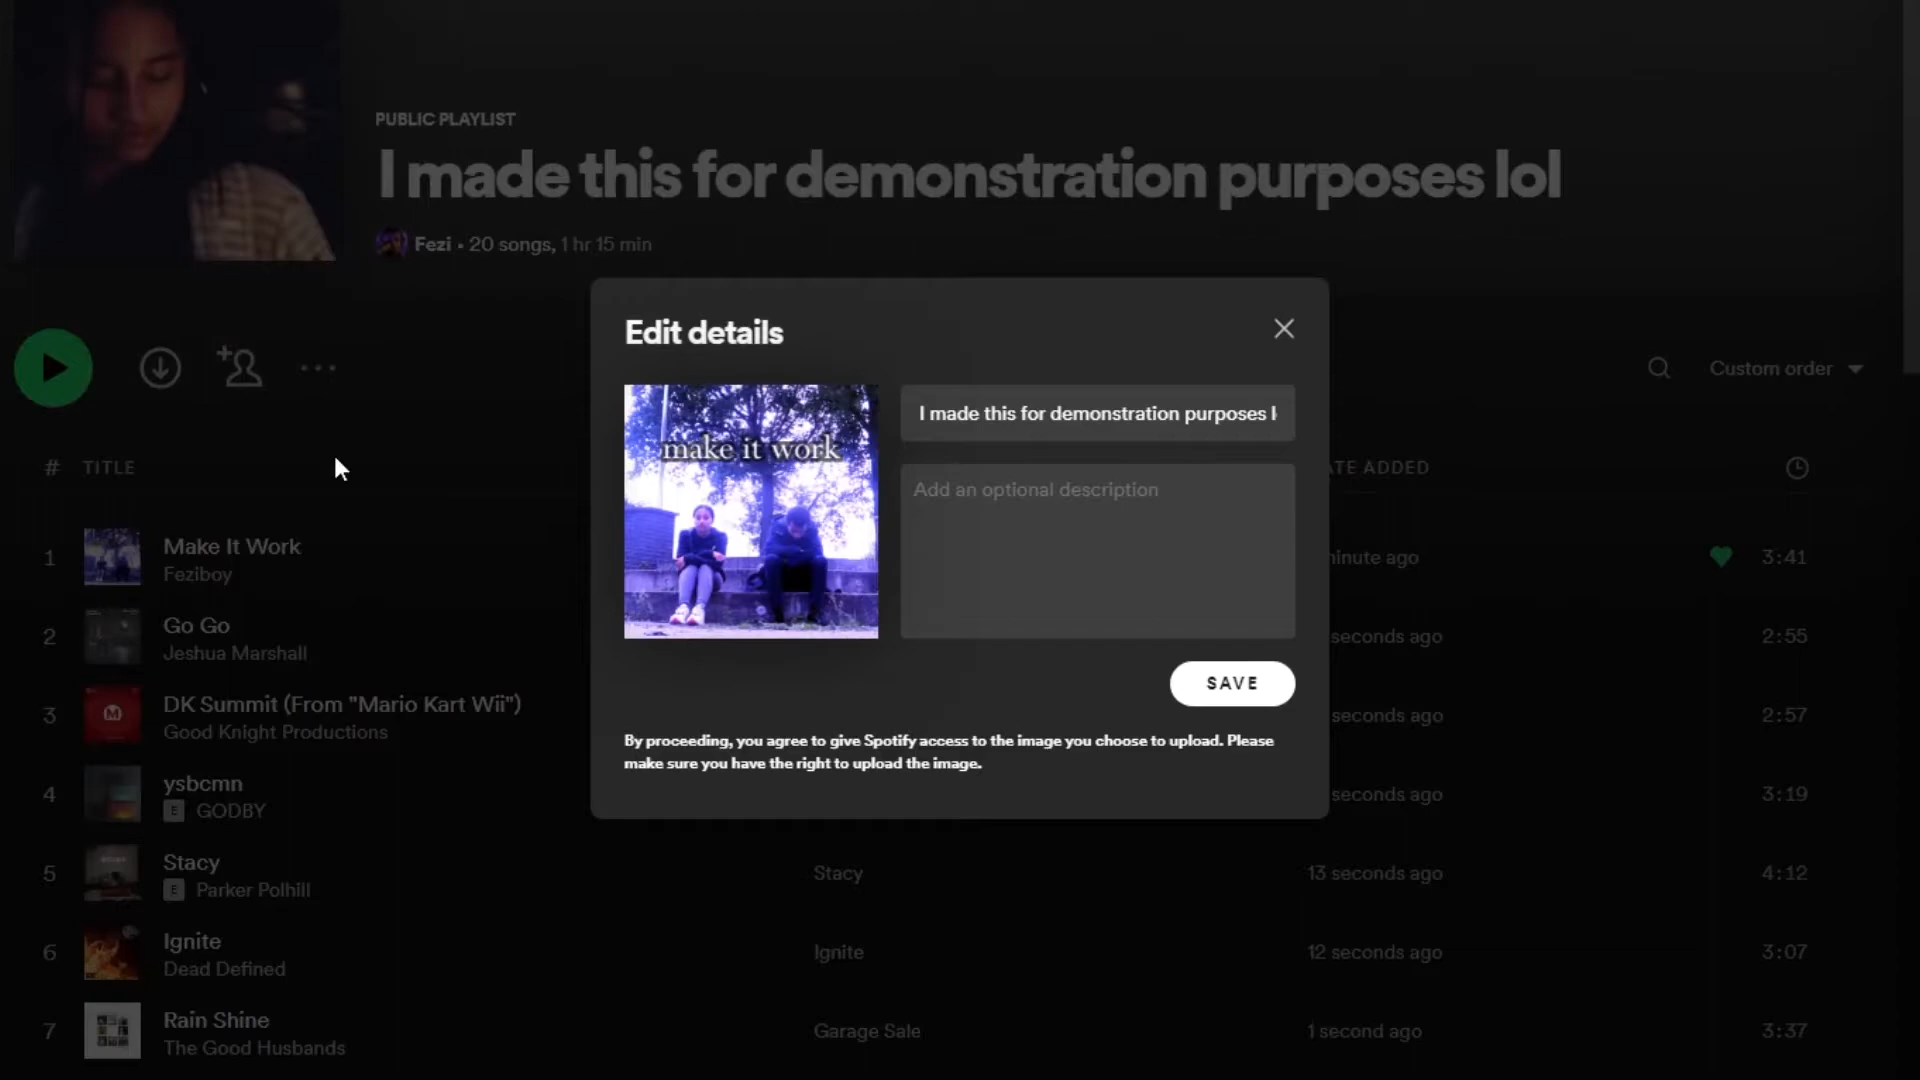 PUBLIC PLAYLIST
I made this for demonstration purposes lol
Fezi • 20 songs, 1 hr 15 min
Edit details
Custom order
make it work
I made this for demonstration purposes l
Add an optional description
# TITLE
ATE ADDED
1 Make It Work
Feziboy
minute ago
3:41
2 Go Go
Jeshua Marshall
seconds ago
2:55
SAVE
3 DK Summit (From "Mario Kart Wii")
Good Knight Productions
seconds ago
2:57
By proceeding, you agree to give Spotify access to the image you choose to upload. Please
make sure you have the right to upload the image.
4 ysbcmn
E GODBY
seconds ago
3:19
5 Stacy
E Parker Polhill
Stacy
13 seconds ago
4:12
6 Ignite
Dead Defined
Ignite
12 seconds ago
3:07
7 Rain Shine
The Good Husbands
Garage Sale
1 second ago
3:37